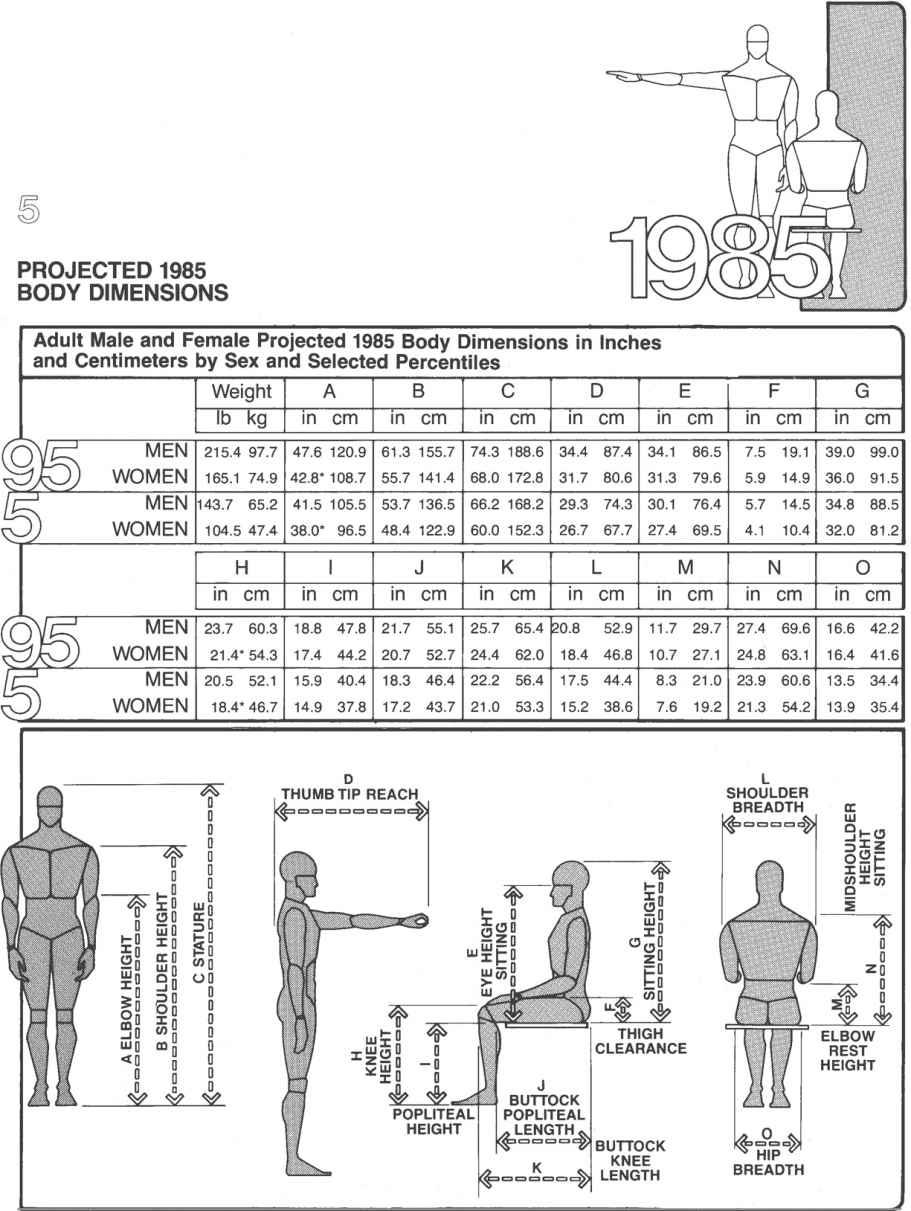 1985
5
PROJECTED 1985
BODY DIMENSIONS
Adult Male and Female Projected 1985 Body Dimensions in Inches
and Centimeters by Sex and Selected Percentiles
Weight A B C D E F G
lb kg in cm in cm in cm in cm in cm in cm in cm
95 MEN 215.4 97.7 47.6 120.9 61.3 155.7 74.3 188.6 34.4 87.4 34.1 86.5 7.5 19.1 39.0 99.0
WOMEN 165.1 74.9 42.8* 108.7 55.7 141.4 68.0 172.8 31.7 80.6 31.3 79.6 5.9 14.9 36.0 91.5
5 MEN 143.7 65.2 41.5 105.5 53.7 136.5 66.2 168.2 29.3 74.3 30.1 76.4 5.7 14.5 34.8 88.5
WOMEN 104.5 47.4 38.0* 96.5 48.4 122.9 60.0 152.3 26.7 67.7 27.4 69.5 4.1 10.4 32.0 81.2
H I J K L M N O
in cm in cm in cm in cm in cm in cm in cm in cm
95 MEN 23.7 60.3 18.8 47.8 21.7 55.1 25.7 65.4 20.8 52.9 11.7 29.7 27.4 69.6 16.6 42.2
WOMEN 21.4* 54.3 17.4 44.2 20.7 52.7 24.4 62.0 18.4 46.8 10.7 27.1 24.8 63.1 16.4 41.6
5 MEN 20.5 52.1 15.9 40.4 18.3 46.4 22.2 56.4 17.5 44.4 8.3 21.0 23.9 60.6 13.5 34.4
WOMEN 18.4* 46.7 14.9 37.8 17.2 43.7 21.0 53.3 15.2 38.6 7.6 19.2 21.3 54.2 13.9 35.4
A ELBOW HEIGHT
B SHOULDER HEIGHT
C STATURE
D
THUMB TIP REACH
E
EYE HEIGHT
SITTING
G
SITTING HEIGHT
F
THIGH
CLEARANCE
H
KNEE
HEIGHT
I
POPLITEAL
HEIGHT
J
BUTTOCK
POPLITEAL
LENGTH
K
BUTTOCK
KNEE
LENGTH
L
SHOULDER
BREADTH
MIDSHOULDER
HEIGHT
SITTING
N
M
ELBOW
REST
HEIGHT
O
HIP
BREADTH